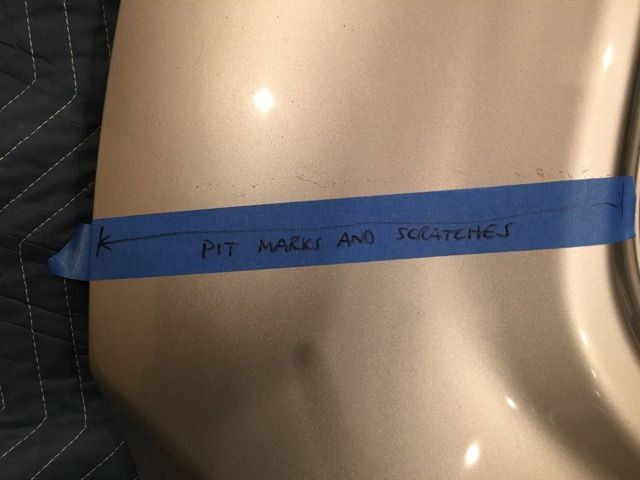 PIT MARKS AND SCRATCHES